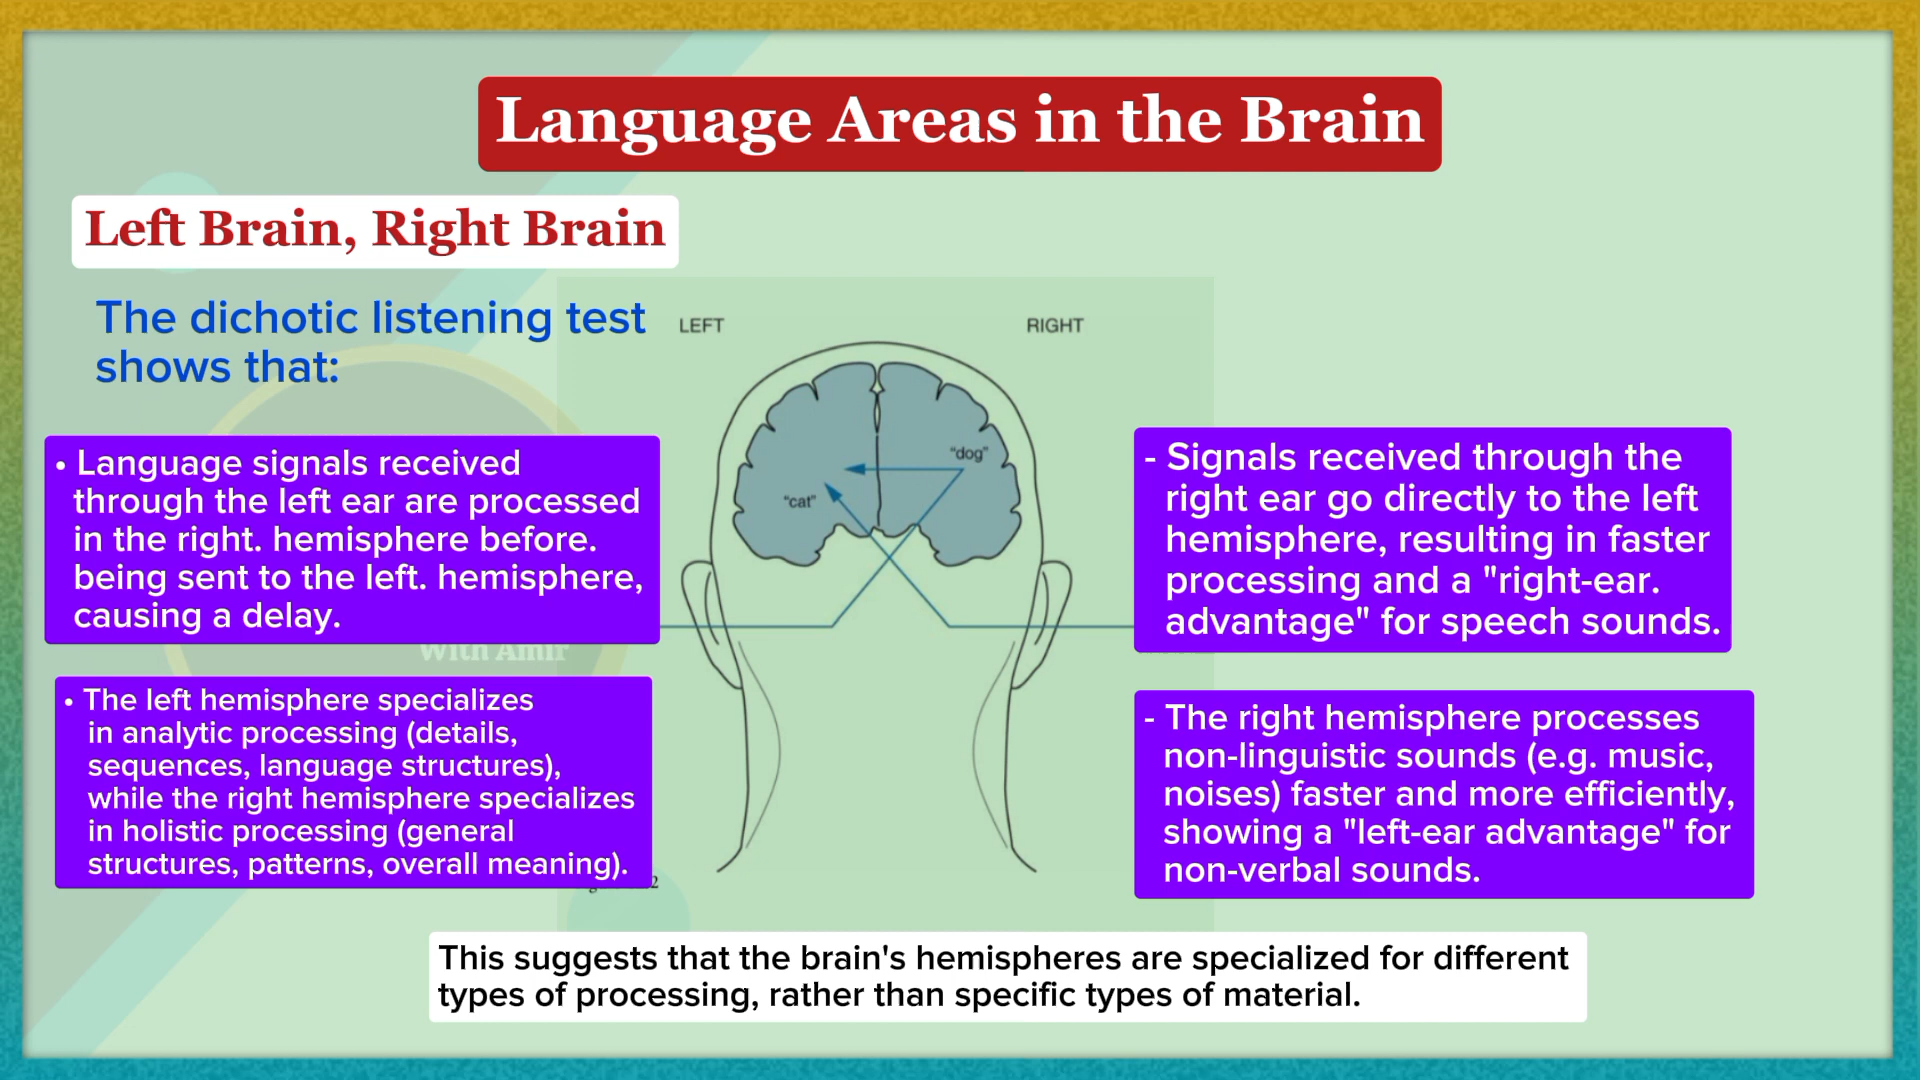 Language Areas in the Brain
Left Brain, Right Brain
The dichotic listening test
shows that:
LEFT
RIGHT
"dog"
"cat"
• Language signals received
through the left ear are processed
in the right. hemisphere before.
being sent to the left. hemisphere,
causing a delay.
- Signals received through the
right ear go directly to the left
hemisphere, resulting in faster
processing and a "right-ear.
advantage" for speech sounds.
With Amir
• The left hemisphere specializes
in analytic processing (details,
sequences, language structures),
while the right hemisphere specializes
in holistic processing (general
structures, patterns, overall meaning).
- The right hemisphere processes
non-linguistic sounds (e.g. music,
noises) faster and more efficiently,
showing a "left-ear advantage" for
non-verbal sounds.
This suggests that the brain's hemispheres are specialized for different
types of processing, rather than specific types of material.